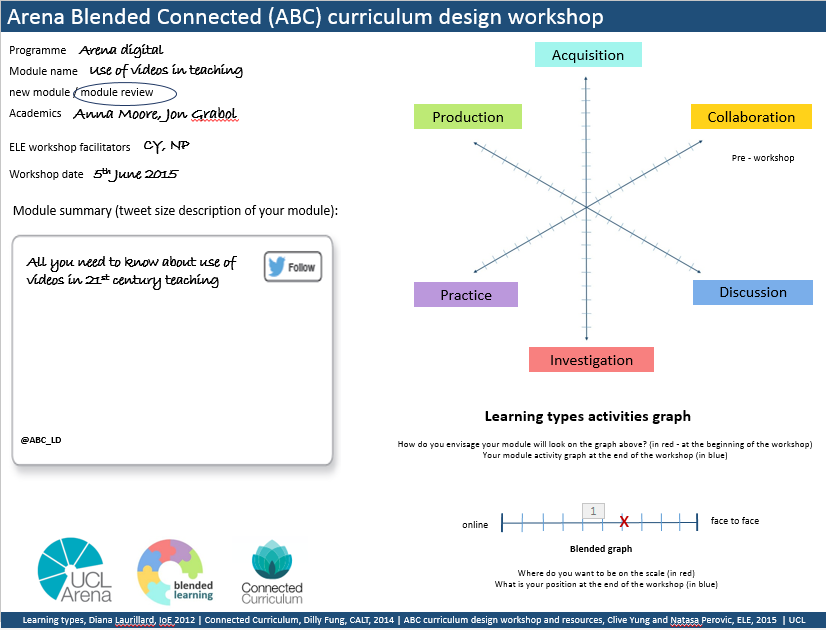 Arena Blended Connected (ABC) curriculum design workshop
Programme Arena digital
Module name Use of videos in teaching
new module / module review
Academics Anna Moore, Jon Grabol
ELE workshop facilitators CY, NP
Workshop date 5th June 2015
Module summary (tweet size description of your module):
All you need to know about use of
videos in 21st century teaching
Follow
@ABC_LD
Acquisition
Production
Collaboration
Pre - workshop
Practice
Discussion
Investigation
Learning types activities graph
How do you envisage your module will look on the graph above? (in red - at the beginning of the workshop)
Your module activity graph at the end of the workshop (in blue)
1
online X face to face
Blended graph
Where do you want to be on the scale (in red)
What is your position at the end of the workshop (in blue)
UCL
Arena
blended
learning
Connected
Curriculum
Learning types, Diana Laurillard, IoE 2012 | Connected Curriculum, Dilly Fung, CALT, 2014 | ABC curriculum design workshop and resources, Clive Yung and Natasa Perovic, ELE, 2015 | UCL